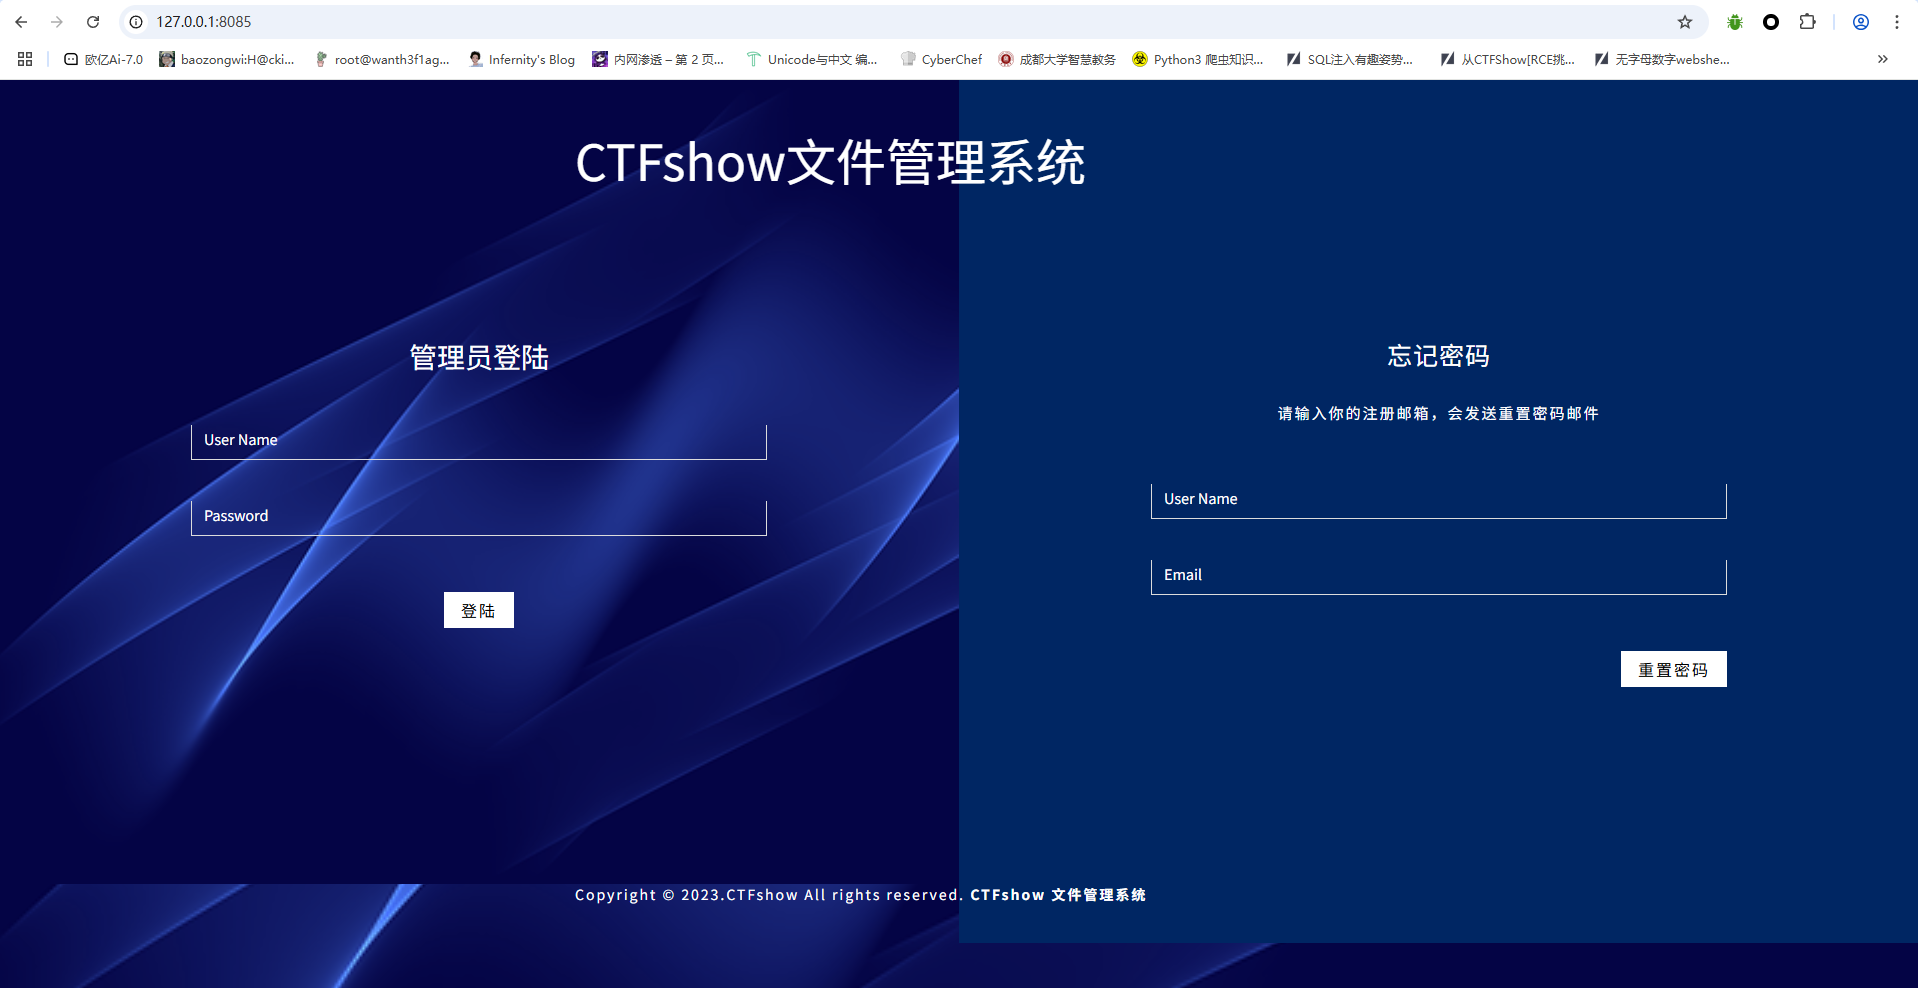 127.0.0.1:8085
欧亿Ai-7.0
baozongwi:H@cki...
root@wanth3f1ag...
Infernity's Blog
内网渗透 – 第 2 页...
Unicode与中文 编...
CyberChef
成都大学智慧教务
Python3 爬虫知识...
SQL注入有趣姿势...
从CTFShow[RCE挑...
无字母数字webshe...
CTFshow文件管理系统
管理员登陆
User Name
Password
登陆
忘记密码
请输入你的注册邮箱，会发送重置密码邮件
User Name
Email
重置密码
Copyright © 2023.CTFshow All rights reserved. CTFshow 文件管理系统